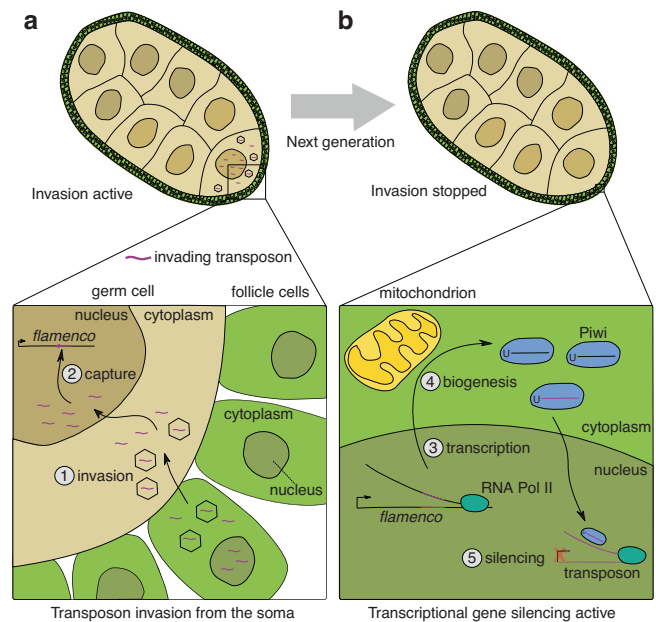 a
b
Next generation
Invasion active
Invasion stopped
invading transposon
germ cell
follicle cells
nucleus
cytoplasm
flamenco
2 capture
cytoplasm
1 invasion
nucleus
Transposon invasion from the soma
mitochondrion
Piwi
U
U
4 biogenesis
cytoplasm
3 transcription
nucleus
RNA Pol II
flamenco
5 silencing
transposon
Transcriptional gene silencing active